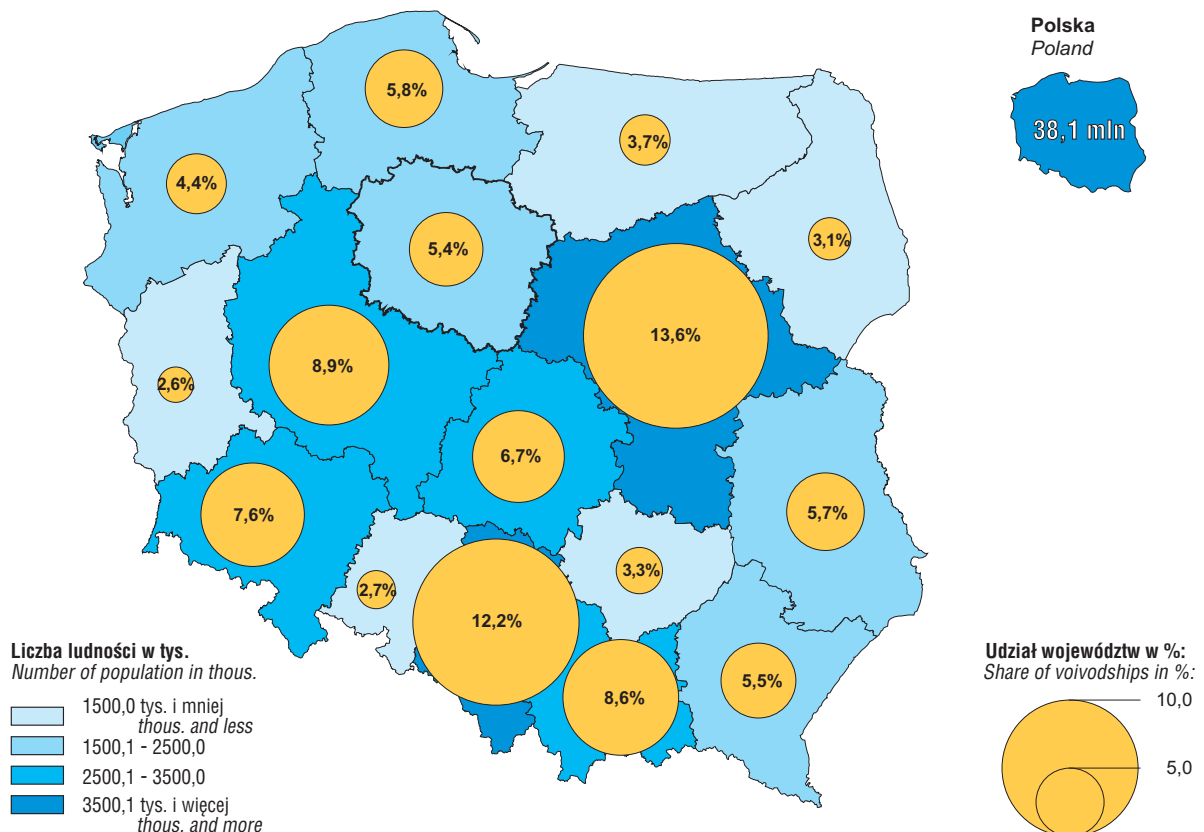 Polska
Poland
38,1 mln
5,8%
3,7%
4,4%
3,1%
5,4%
13,6%
8,9%
2,6%
6,7%
7,6%
5,7%
3,3%
2,7%
12,2%
5,5%
8,6%
Liczba ludności w tys.
Number of population in thous.
1500,0 tys. i mniej
thous. and less
1500,1 - 2500,0
2500,1 - 3500,0
3500,1 tys. i więcej
thous. and more
Udział województw w %:
Share of voivodships in %:
10,0
5,0